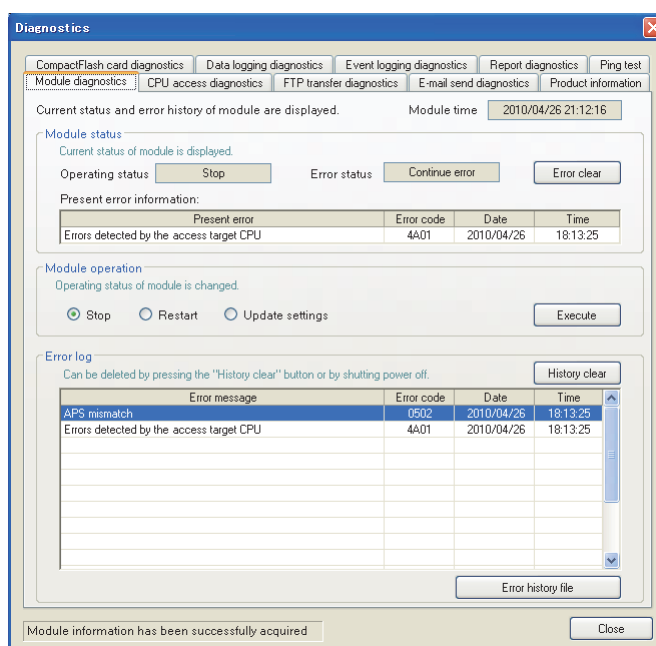 Diagnostics
CompactFlash card diagnostics Data logging diagnostics Event logging diagnostics Report diagnostics Ping test
Module diagnostics CPU access diagnostics FTP transfer diagnostics E-mail send diagnostics Product information
Current status and error history of module are displayed. Module time 2010/04/26 21:12:16
Module status
Current status of module is displayed.
Operating status Stop Error status Continue error Error clear
Present error information:
Present error Error code Date Time
Errors detected by the access target CPU 4A01 2010/04/26 18:13:25
Module operation
Operating status of module is changed.
Stop Restart Update settings Execute
Error log
Can be deleted by pressing the "History clear" button or by shutting power off. History clear
Error message Error code Date Time
APS mismatch 0502 2010/04/26 18:13:25
Errors detected by the access target CPU 4A01 2010/04/26 18:13:25
Error history file
Module information has been successfully acquired Close